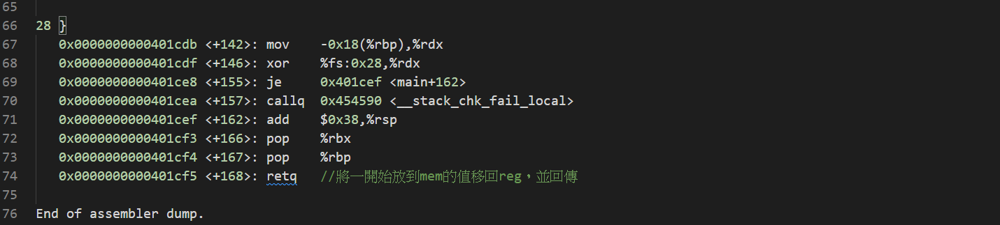 65
66 28 }
67 0x0000000000401cdb <+142>: mov -0x18(%rbp),%rdx
68 0x0000000000401cdf <+146>: xor %fs:0x28,%rdx
69 0x0000000000401ce8 <+155>: je 0x401cef <main+162>
70 0x0000000000401cea <+157>: callq 0x454590 <__stack_chk_fail_local>
71 0x0000000000401cef <+162>: add $0x38,%rsp
72 0x0000000000401cf3 <+166>: pop %rbx
73 0x0000000000401cf4 <+167>: pop %rbp
74 0x0000000000401cf5 <+168>: retq //將一開始放到mem的值移回reg，並回傳
75
76 End of assembler dump.